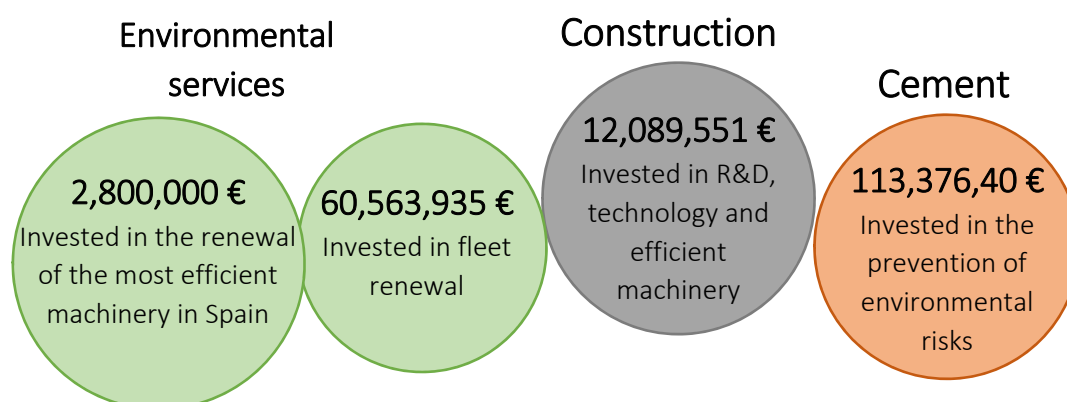 Environmental
services
2,800,000 €
Invested in the renewal
of the most efficient
machinery in Spain
60,563,935 €
Invested in fleet
renewal
Construction
12,089,551 €
Invested in R&D,
technology and
efficient
machinery
Cement
113,376,40 €
Invested in the
prevention of
environmental
risks